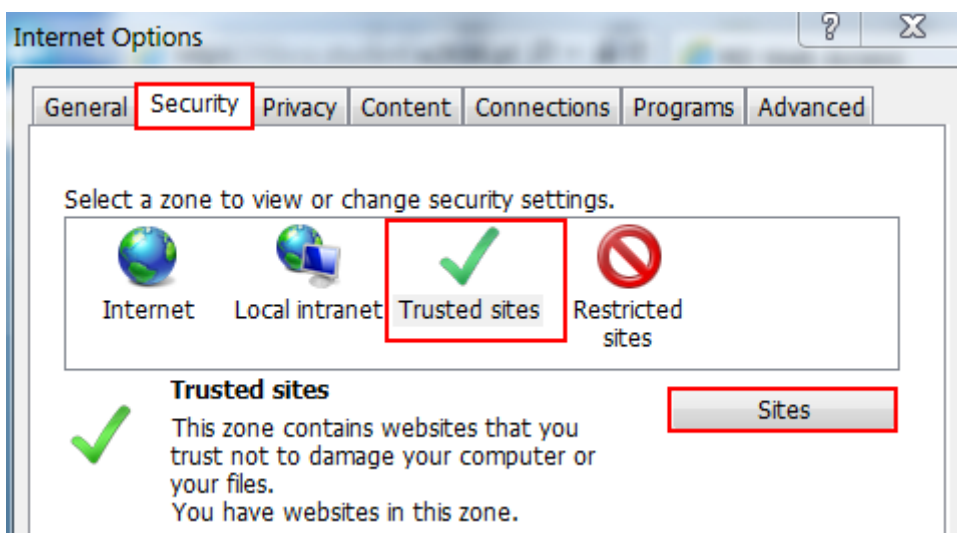 Internet Options
General Security Privacy Content Connections Programs Advanced
Select a zone to view or change security settings.
Internet Local intranet Trusted sites Restricted
sites
Trusted sites
Sites
This zone contains websites that you
trust not to damage your computer or
your files.
You have websites in this zone.